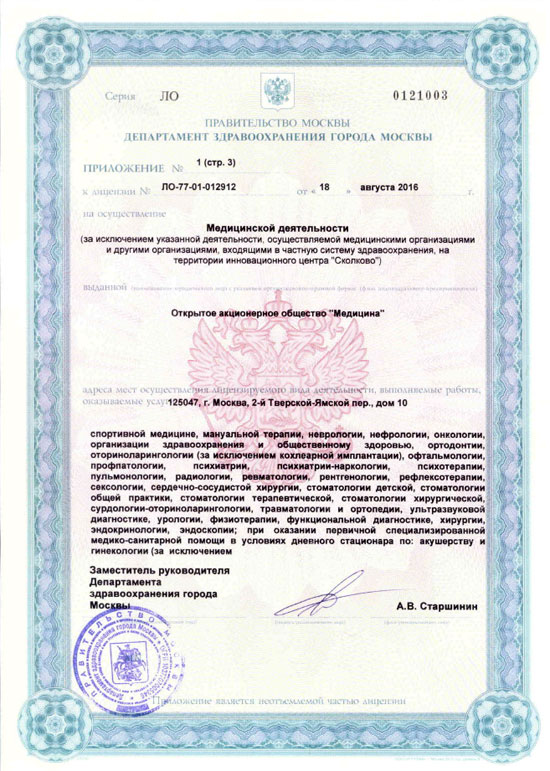 Серия ЛО 0121003
ПРАВИТЕЛЬСТВО МОСКВЫ
ДЕПАРТАМЕНТ ЗДРАВООХРАНЕНИЯ ГОРОДА МОСКВЫ
ПРИЛОЖЕНИЕ № 1 (стр. 3)
к лицензии № ЛО-77-01-012912 от « 18 » августа 2016 г.
на осуществление
Медицинской деятельности
(за исключением указанной деятельности, осуществляемой медицинскими организациями
и другими организациями, входящими в частную систему здравоохранения, на
территории инновационного центра "Сколково")
выданной
Открытое акционерное общество "Медицина"
адреса мест осуществления лицензируемого вида деятельности, выполняемые работы,
оказываемые услуги
125047, г. Москва, 2-й Тверской-Ямской пер., дом 10
спортивной медицине, мануальной терапии, неврологии, нефрологии, онкологии,
организации здравоохранения и общественному здоровью, ортодонтии,
оториноларингологии (за исключением кохлеарной имплантации), офтальмологии,
профпатологии, психиатрии, психиатрии-наркологии, психотерапии,
пульмонологии, радиологии, ревматологии, рентгенологии, рефлексотерапии,
сексологии, сердечно-сосудистой хирургии, стоматологии детской, стоматологии
общей практики, стоматологии терапевтической, стоматологии хирургической,
сурдологии-оториноларингологии, травматологии и ортопедии, ультразвуковой
диагностике, урологии, физиотерапии, функциональной диагностике, хирургии,
эндокринологии, эндоскопии; при оказании первичной специализированной
медико-санитарной помощи в условиях дневного стационара по: акушерству и
гинекологии (за исключением
Заместитель руководителя
Департамента
здравоохранения города
Москвы А.В. Старшинин
ПРАВИТЕЛЬСТВО МОСКВЫ
Департамент здравоохранения города Москвы
Приложение является неотъемлемой частью лицензии